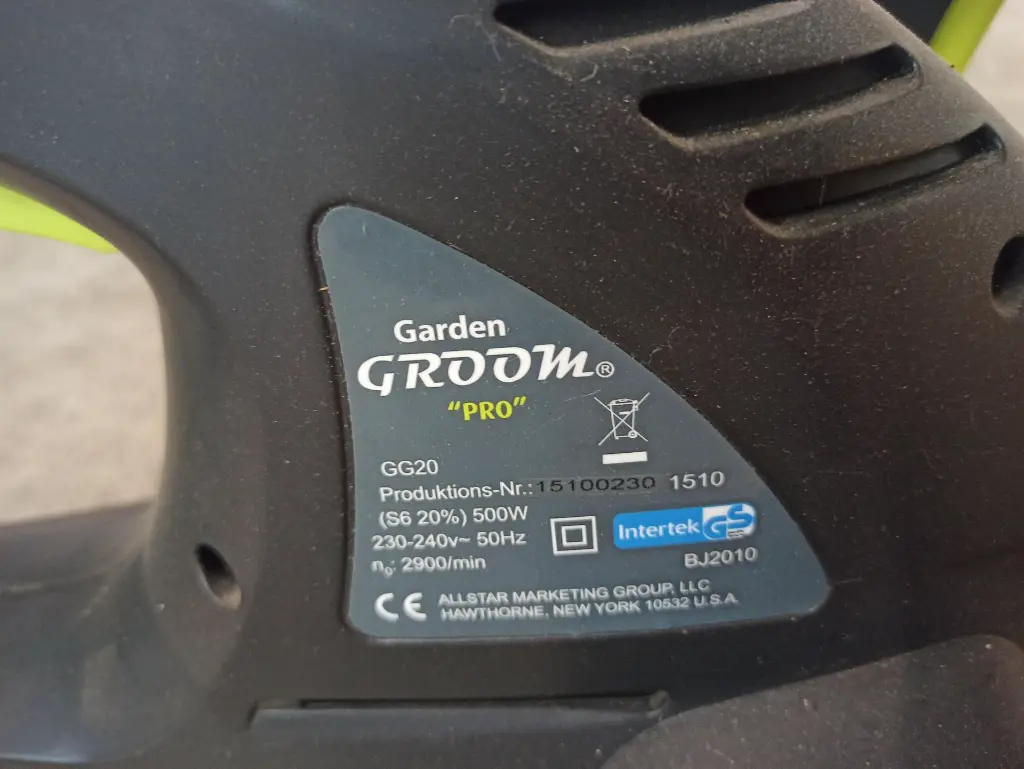 Garden
GROOM®
“PRO”
GG20
Produktions-Nr.: 15100230 1510
(S6 20%) 500W
230-240v~ 50Hz
n₀: 2900/min
Intertek GS
BJ2010
CE ALLSTAR MARKETING GROUP, LLC
HAWTHORNE, NEW YORK 10532 U.S.A